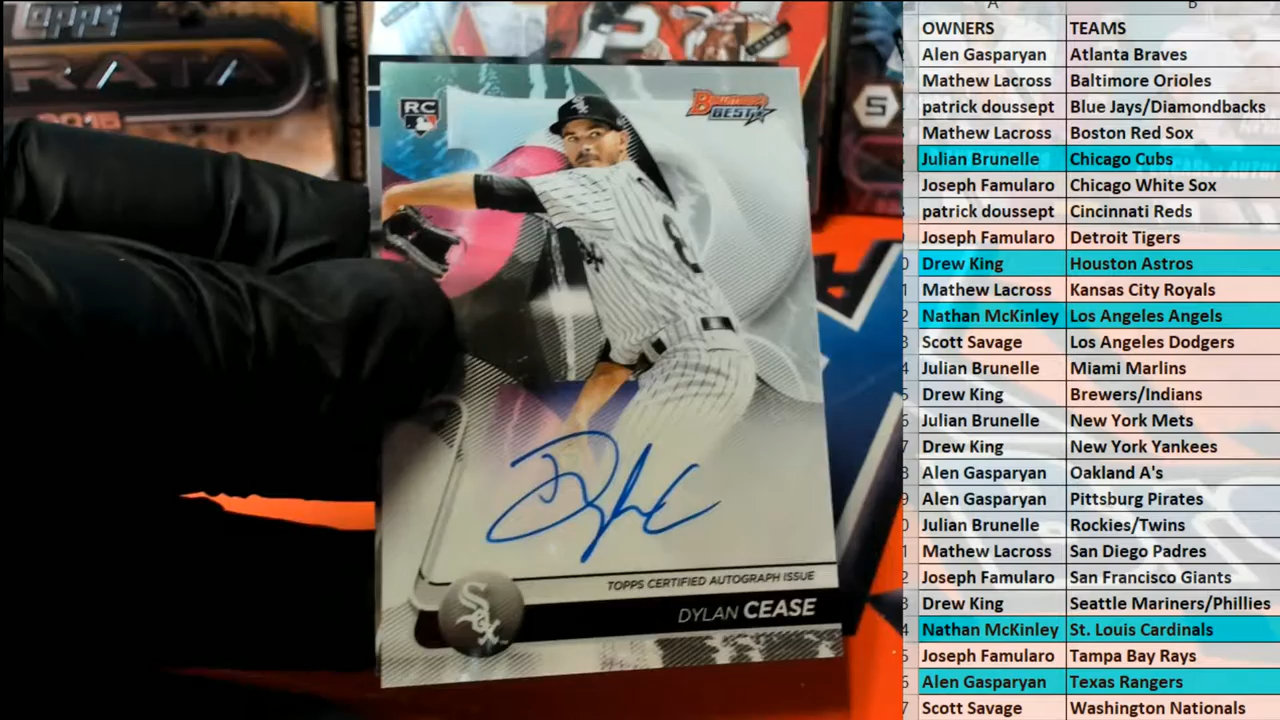 A B
OWNERS TEAMS
Alen Gasparyan Atlanta Braves
Mathew Lacross Baltimore Orioles
patrick doussept Blue Jays/Diamondbacks
Mathew Lacross Boston Red Sox
Julian Brunelle Chicago Cubs
Joseph Famularo Chicago White Sox
patrick doussept Cincinnati Reds
Joseph Famularo Detroit Tigers
Drew King Houston Astros
Mathew Lacross Kansas City Royals
Nathan McKinley Los Angeles Angels
Scott Savage Los Angeles Dodgers
Julian Brunelle Miami Marlins
Drew King Brewers/Indians
Julian Brunelle New York Mets
Drew King New York Yankees
Alen Gasparyan Oakland A's
Alen Gasparyan Pittsburg Pirates
Julian Brunelle Rockies/Twins
Mathew Lacross San Diego Padres
Joseph Famularo San Francisco Giants
Drew King Seattle Mariners/Phillies
Nathan McKinley St. Louis Cardinals
Joseph Famularo Tampa Bay Rays
Alen Gasparyan Texas Rangers
Scott Savage Washington Nationals
Topps
RATA
RC
BOWMAN'S
BEST
8
TOPPS CERTIFIED AUTOGRAPH ISSUE
DYLAN CEASE
Sox